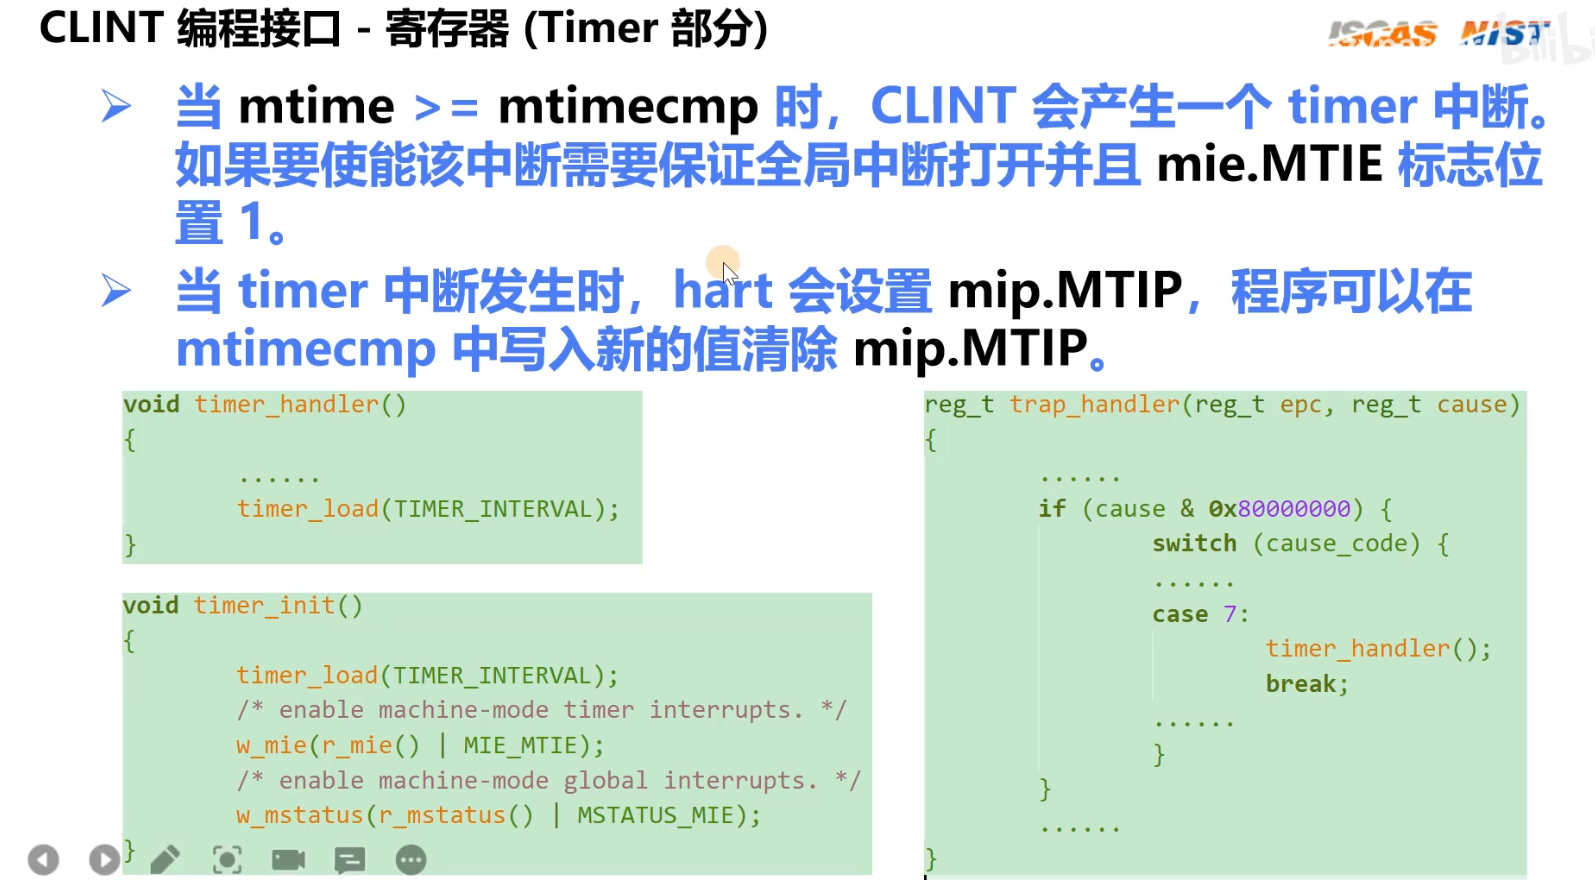 CLINT 编程接口 - 寄存器 (Timer 部分)
ISCAS MIST
bilibi
➢ 当 mtime >= mtimecmp 时，CLINT 会产生一个 timer 中断。
如果要使能该中断需要保证全局中断打开并且 mie.MTIE 标志位
置 1。
➢ 当 timer 中断发生时，hart 会设置 mip.MTIP，程序可以在
mtimecmp 中写入新的值清除 mip.MTIP。
void timer_handler()
{
......
timer_load(TIMER_INTERVAL);
}
void timer_init()
{
timer_load(TIMER_INTERVAL);
/* enable machine-mode timer interrupts. */
w_mie(r_mie() | MIE_MTIE);
/* enable machine-mode global interrupts. */
w_mstatus(r_mstatus() | MSTATUS_MIE);
}
reg_t trap_handler(reg_t epc, reg_t cause)
{
......
if (cause & 0x80000000) {
switch (cause_code) {
......
case 7:
timer_handler();
break;
......
}
}
......
}